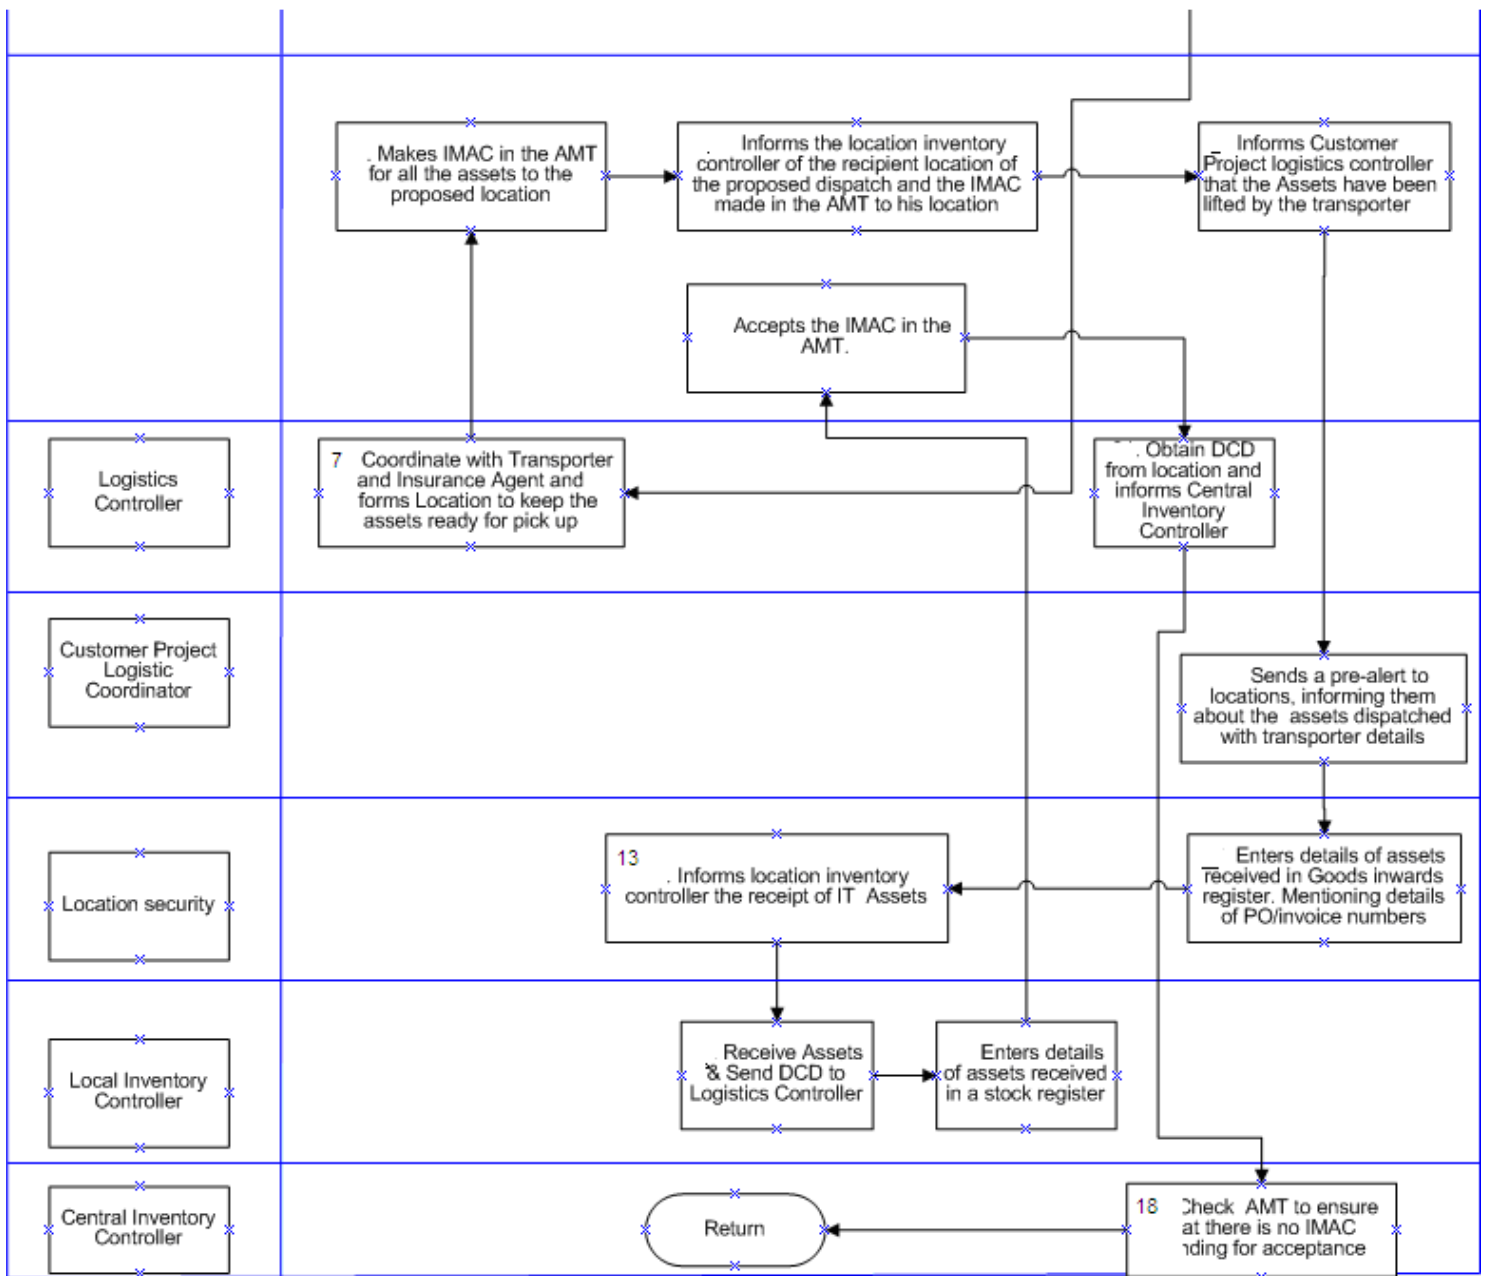 . Makes IMAC in the AMT
for all the assets to the
proposed location
Informs the location inventory
controller of the recipient location of
the proposed dispatch and the IMAC
made in the AMT to his location
Informs Customer
Project logistics controller
that the Assets have been
lifted by the transporter
Accepts the IMAC in the
AMT.
Logistics
Controller
7 Coordinate with Transporter
and Insurance Agent and
forms Location to keep the
assets ready for pick up
. Obtain DCD
from location and
informs Central
Inventory
Controller
Customer Project
Logistic
Coordinator
Sends a pre-alert to
locations, informing them
about the assets dispatched
with transporter details
Location security
13
. Informs location inventory
controller the receipt of IT Assets
Enters details of assets
received in Goods inwards
register. Mentioning details
of PO/invoice numbers
Local Inventory
Controller
. Receive Assets
& Send DCD to
Logistics Controller
Enters details
of assets received
in a stock register
Central Inventory
Controller
Return
18 Check AMT to ensure
at there is no IMAC
nding for acceptance